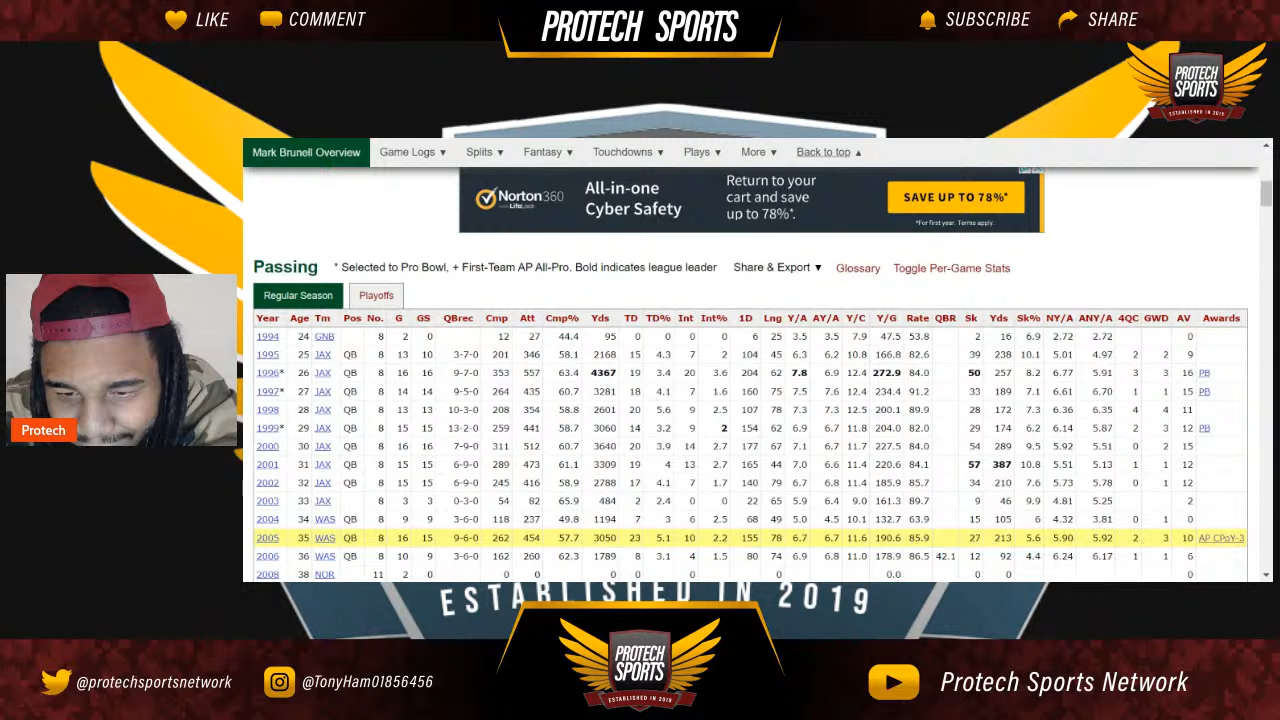 LIKE COMMENT PROTECH SPORTS SUBSCRIBE SHARE
PROTECH SPORTS
ESTABLISHED IN 2019
Mark Brunell Overview Game Logs ▼ Splits ▼ Fantasy ▼ Touchdowns ▼ Plays ▼ More ▼ Back to top ▲
Norton360 LifeLock All-in-one Cyber Safety Return to your cart and save up to 78%*. SAVE UP TO 78%*
*For first year. Terms apply.
Passing * Selected to Pro Bowl, + First-Team AP All-Pro. Bold indicates league leader Share & Export ▼ Glossary Toggle Per-Game Stats
Regular Season Playoffs
Year Age Tm Pos No. G GS QBrec Cmp Att Cmp% Yds TD TD% Int Int% 1D Lng Y/A AY/A Y/C Y/G Rate QBR Sk Yds Sk% NY/A ANY/A 4QC GWD AV Awards
1994 24 GNB 8 2 0 12 27 44.4 95 0 0 0 0 6 25 3.5 3.5 7.9 47.5 53.8 2 16 6.9 2.72 2.72 0
1995 25 JAX QB 8 13 10 3-7-0 201 346 58.1 2168 15 4.3 7 2 104 45 6.3 6.2 10.8 166.8 82.6 39 238 10.1 5.01 4.97 2 2 9
1996* 26 JAX QB 8 16 16 9-7-0 353 557 63.4 4367 19 3.4 20 3.6 204 62 7.8 6.9 12.4 272.9 84.0 50 257 8.2 6.77 5.91 3 3 16 PB
1997* 27 JAX QB 8 14 14 9-5-0 264 435 60.7 3281 18 4.1 7 1.6 160 75 7.5 7.6 12.4 234.4 91.2 33 189 7.1 6.61 6.70 1 1 15 PB
1998 28 JAX QB 8 13 13 10-3-0 208 354 58.8 2601 20 5.6 9 2.5 107 78 7.3 7.3 12.5 200.1 89.9 28 172 7.3 6.36 6.35 4 4 11
1999* 29 JAX QB 8 15 15 13-2-0 259 441 58.7 3060 14 3.2 9 2 154 62 6.9 6.7 11.8 204.0 82.0 29 174 6.2 6.14 5.87 2 3 12 PB
2000 30 JAX QB 8 16 16 7-9-0 311 512 60.7 3640 20 3.9 14 2.7 177 67 7.1 6.7 11.7 227.5 84.0 54 289 9.5 5.92 5.51 0 2 15
2001 31 JAX QB 8 15 15 6-9-0 289 473 61.1 3309 19 4 13 2.7 165 44 7.0 6.6 11.4 220.6 84.1 57 387 10.8 5.51 5.13 1 1 12
2002 32 JAX QB 8 15 15 6-9-0 245 416 58.9 2788 17 4.1 7 1.7 140 79 6.7 6.8 11.4 185.9 85.7 34 210 7.6 5.73 5.78 0 1 12
2003 33 JAX 8 3 3 0-3-0 54 82 65.9 484 2 2.4 0 0 22 65 5.9 6.4 9.0 161.3 89.7 9 46 9.9 4.81 5.25 2
2004 34 WAS QB 8 9 9 3-6-0 118 237 49.8 1194 7 3 6 2.5 68 49 5.0 4.5 10.1 132.7 63.9 15 105 6 4.32 3.81 0 1 0
2005 35 WAS QB 8 16 15 9-6-0 262 454 57.7 3050 23 5.1 10 2.2 155 78 6.7 6.7 11.6 190.6 85.9 27 213 5.6 5.90 5.92 2 3 10 AP CPoY-3
2006 36 WAS QB 8 10 9 3-6-0 162 260 62.3 1789 8 3.1 4 1.5 80 74 6.9 6.8 11.0 178.9 86.5 42.1 12 92 4.4 6.24 6.17 1 1 6
2008 38 NOR 11 2 0 0 0 0 0 0 0 0 0.0 0 0 0
Protech
ESTABLISHED IN 2019
@protechsportsnetwork @TonyHam01856456 PROTECH SPORTS Protech Sports Network
ESTABLISHED IN 2019